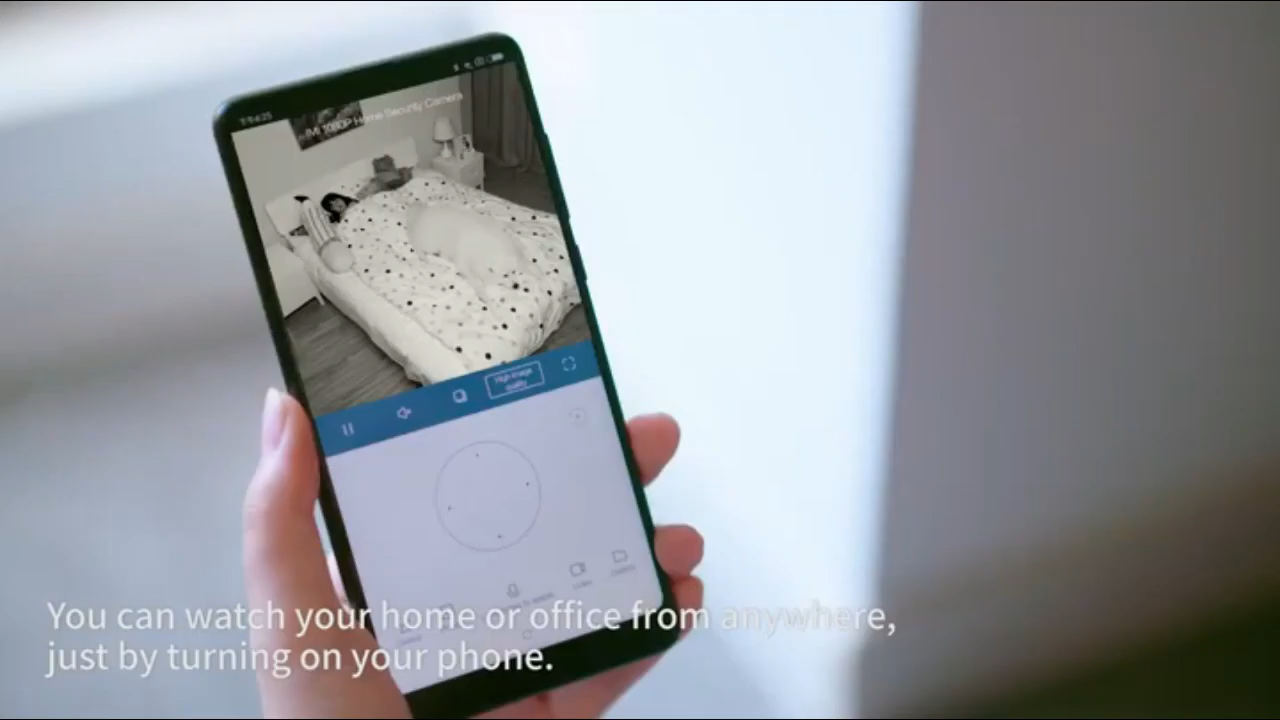 Mi 1080P Home Security Camera
High image
quality
You can watch your home or office from anywhere,
just by turning on your phone.